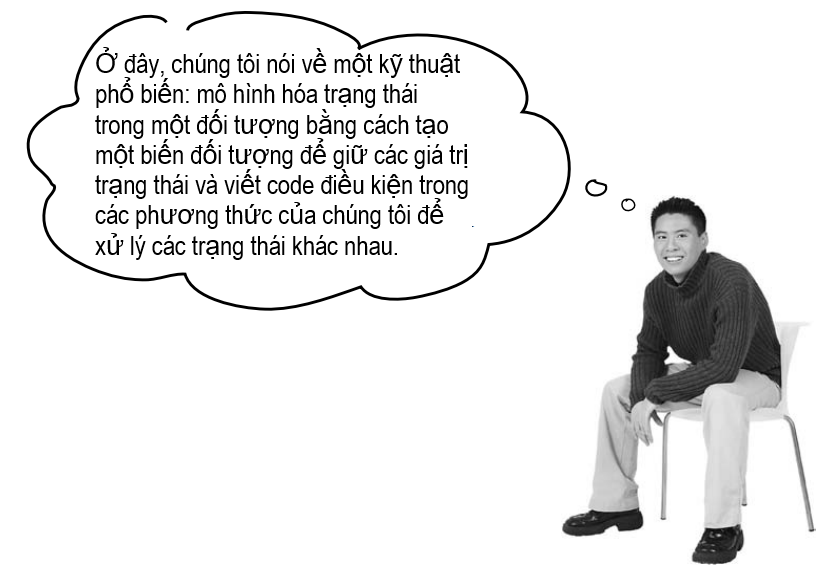 Ở đây, chúng tôi nói về một kỹ thuật
phổ biến: mô hình hóa trạng thái
trong một đối tượng bằng cách tạo
một biến đối tượng để giữ các giá trị
trạng thái và viết code điều kiện trong
các phương thức của chúng tôi để
xử lý các trạng thái khác nhau.